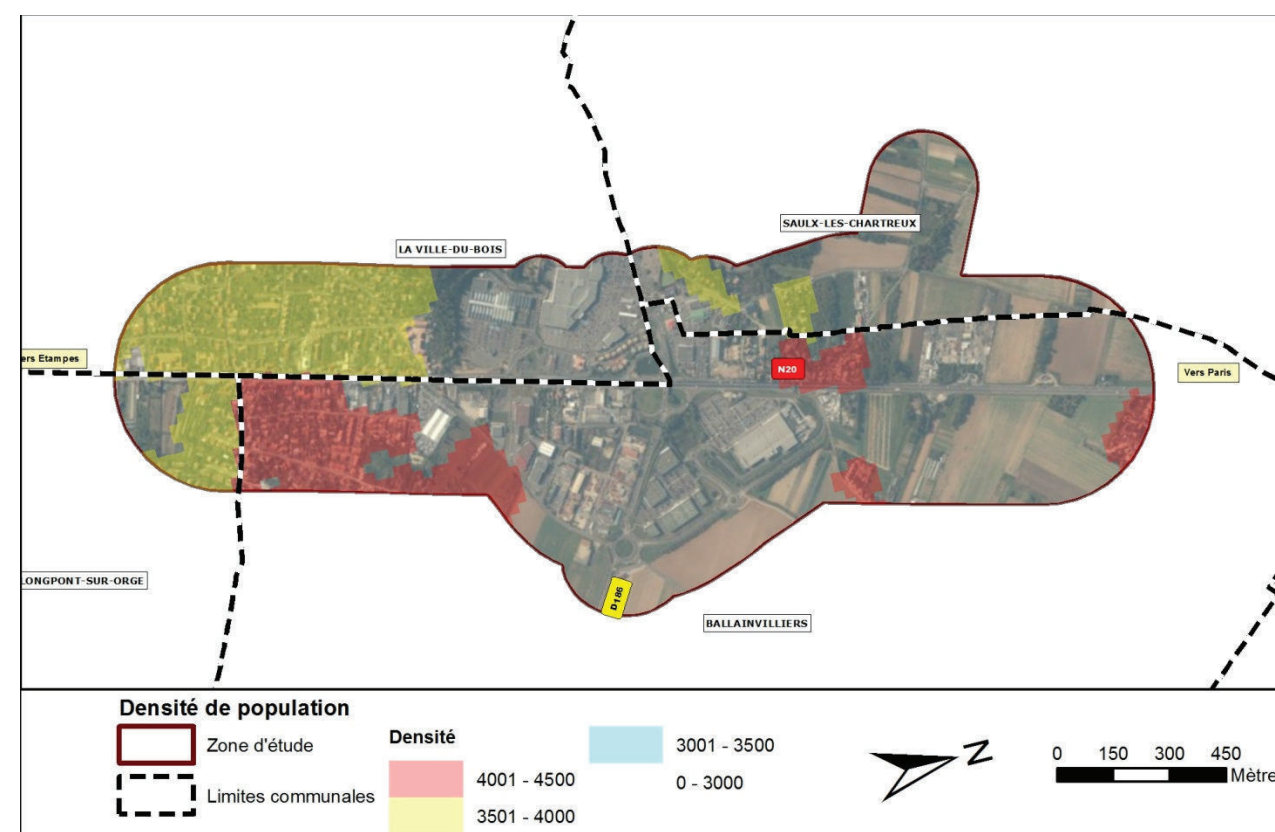 SAULX-LES-CHARTREUX
LA VILLE-DU-BOIS
ers Etampes
N20
Vers Paris
LONGPONT-SUR-ORGE
D186
BALLAINVILLIERS
Densité de population
Zone d'étude
Limites communales
Densité
4001 - 4500
3501 - 4000
3001 - 3500
0 - 3000
N
0 150 300 450
Mètre